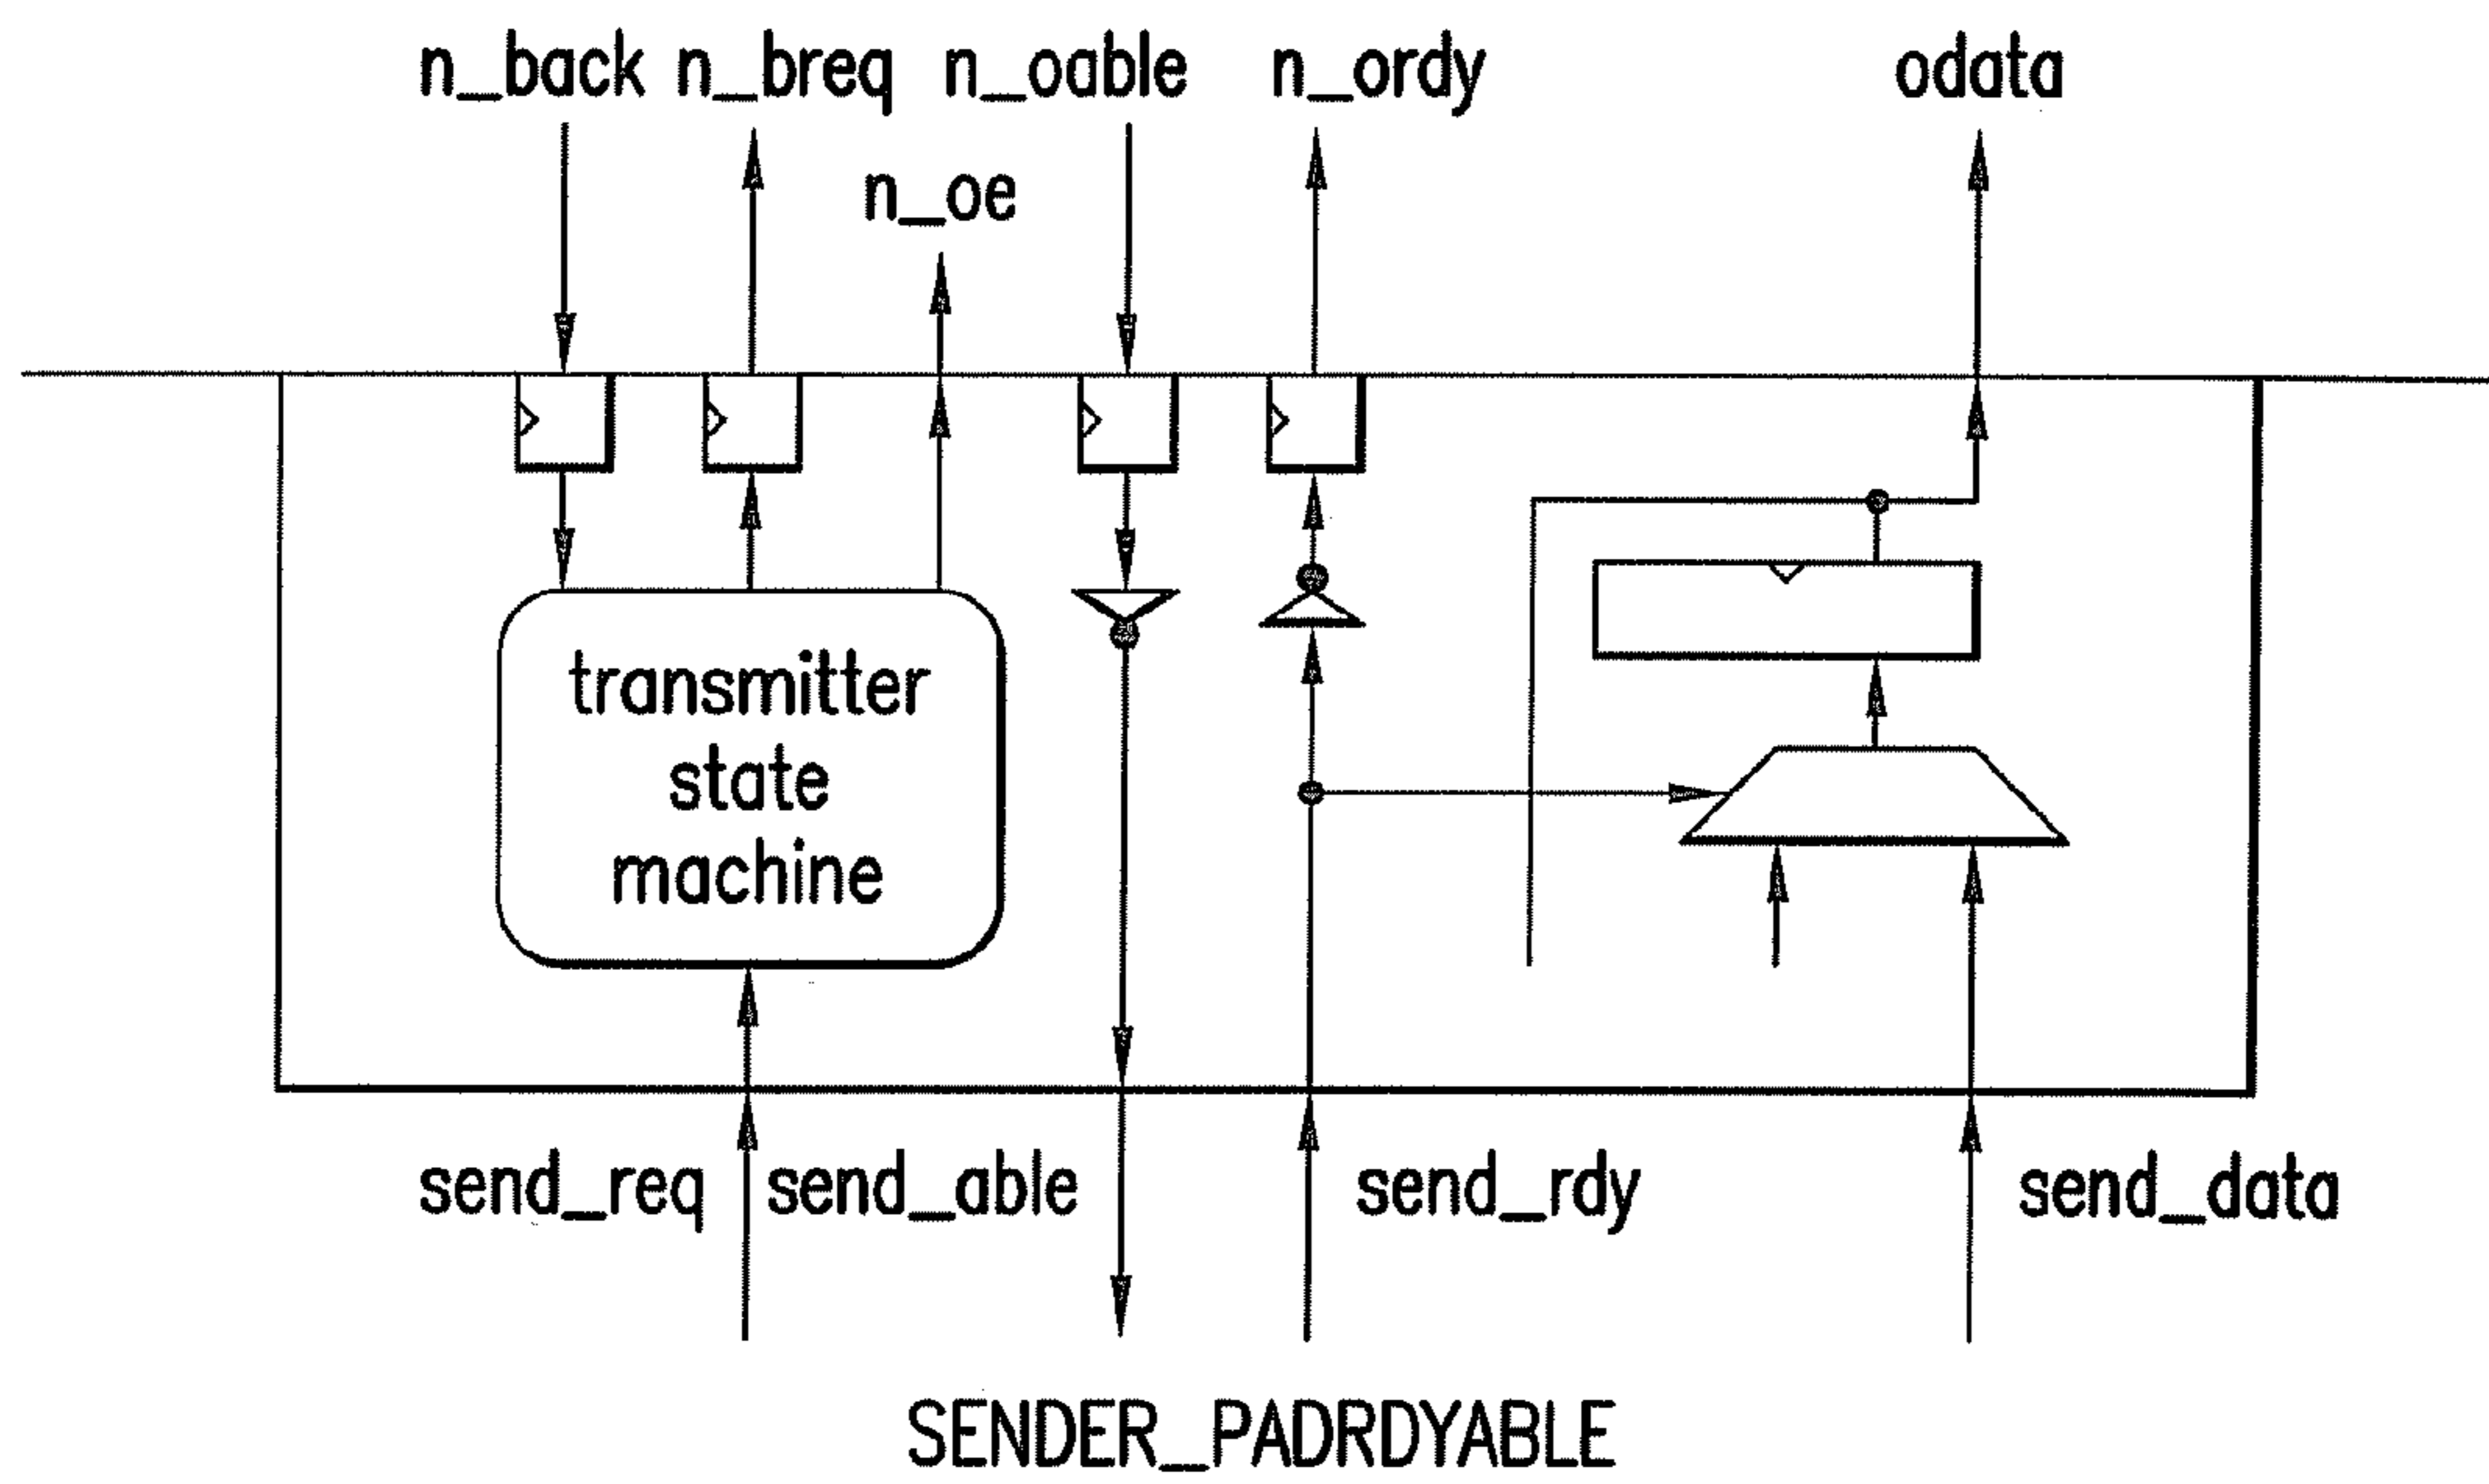 n_back n_breq n_oable n_ordy odata
n_oe
transmitter
state
machine
send_req send_able send_rdy send_data
SENDER_PADRDYABLE